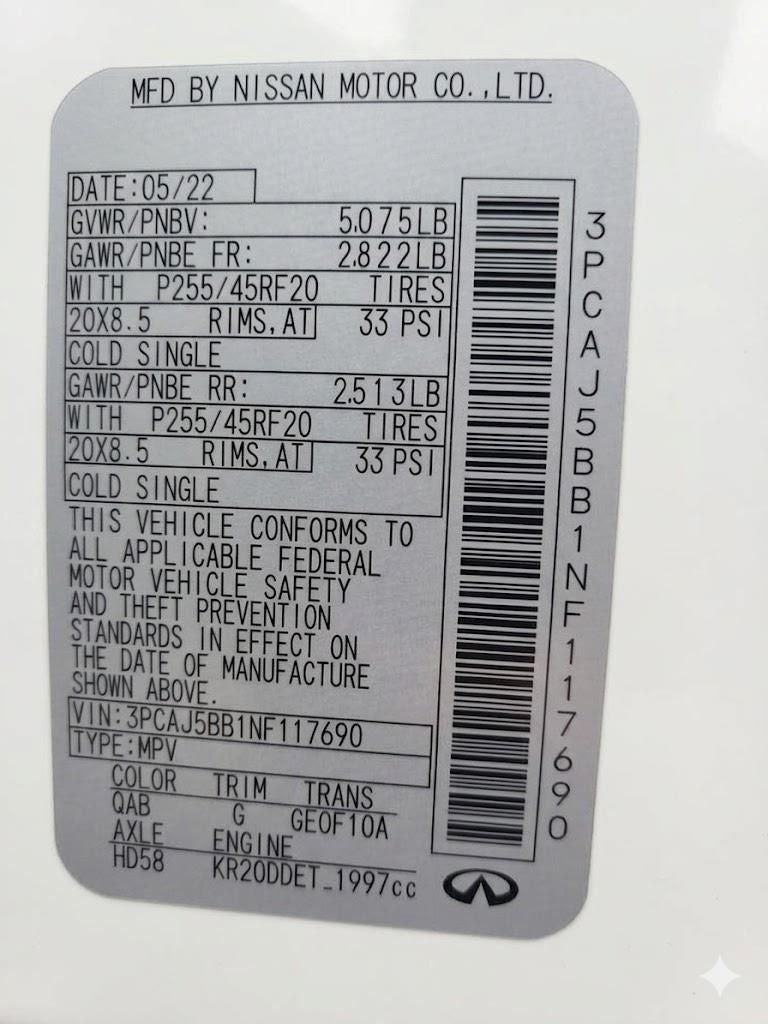 MFD BY NISSAN MOTOR CO.,LTD.
DATE:05/22
GVWR/PNBV: 5.075LB
GAWR/PNBE FR: 2.822LB
WITH P255/45RF20 TIRES
20X8.5 RIMS,AT 33 PSI
COLD SINGLE
GAWR/PNBE RR: 2.513LB
WITH P255/45RF20 TIRES
20X8.5 RIMS,AT 33 PSI
COLD SINGLE
THIS VEHICLE CONFORMS TO
ALL APPLICABLE FEDERAL
MOTOR VEHICLE SAFETY
AND THEFT PREVENTION
STANDARDS IN EFFECT ON
THE DATE OF MANUFACTURE
SHOWN ABOVE.
VIN:3PCAJ5BB1NF117690
TYPE:MPV
COLOR TRIM TRANS
QAB G GE0F10A
AXLE ENGINE
HD58 KR20DDET_1997cc
3PCAJ5BB1NF117690